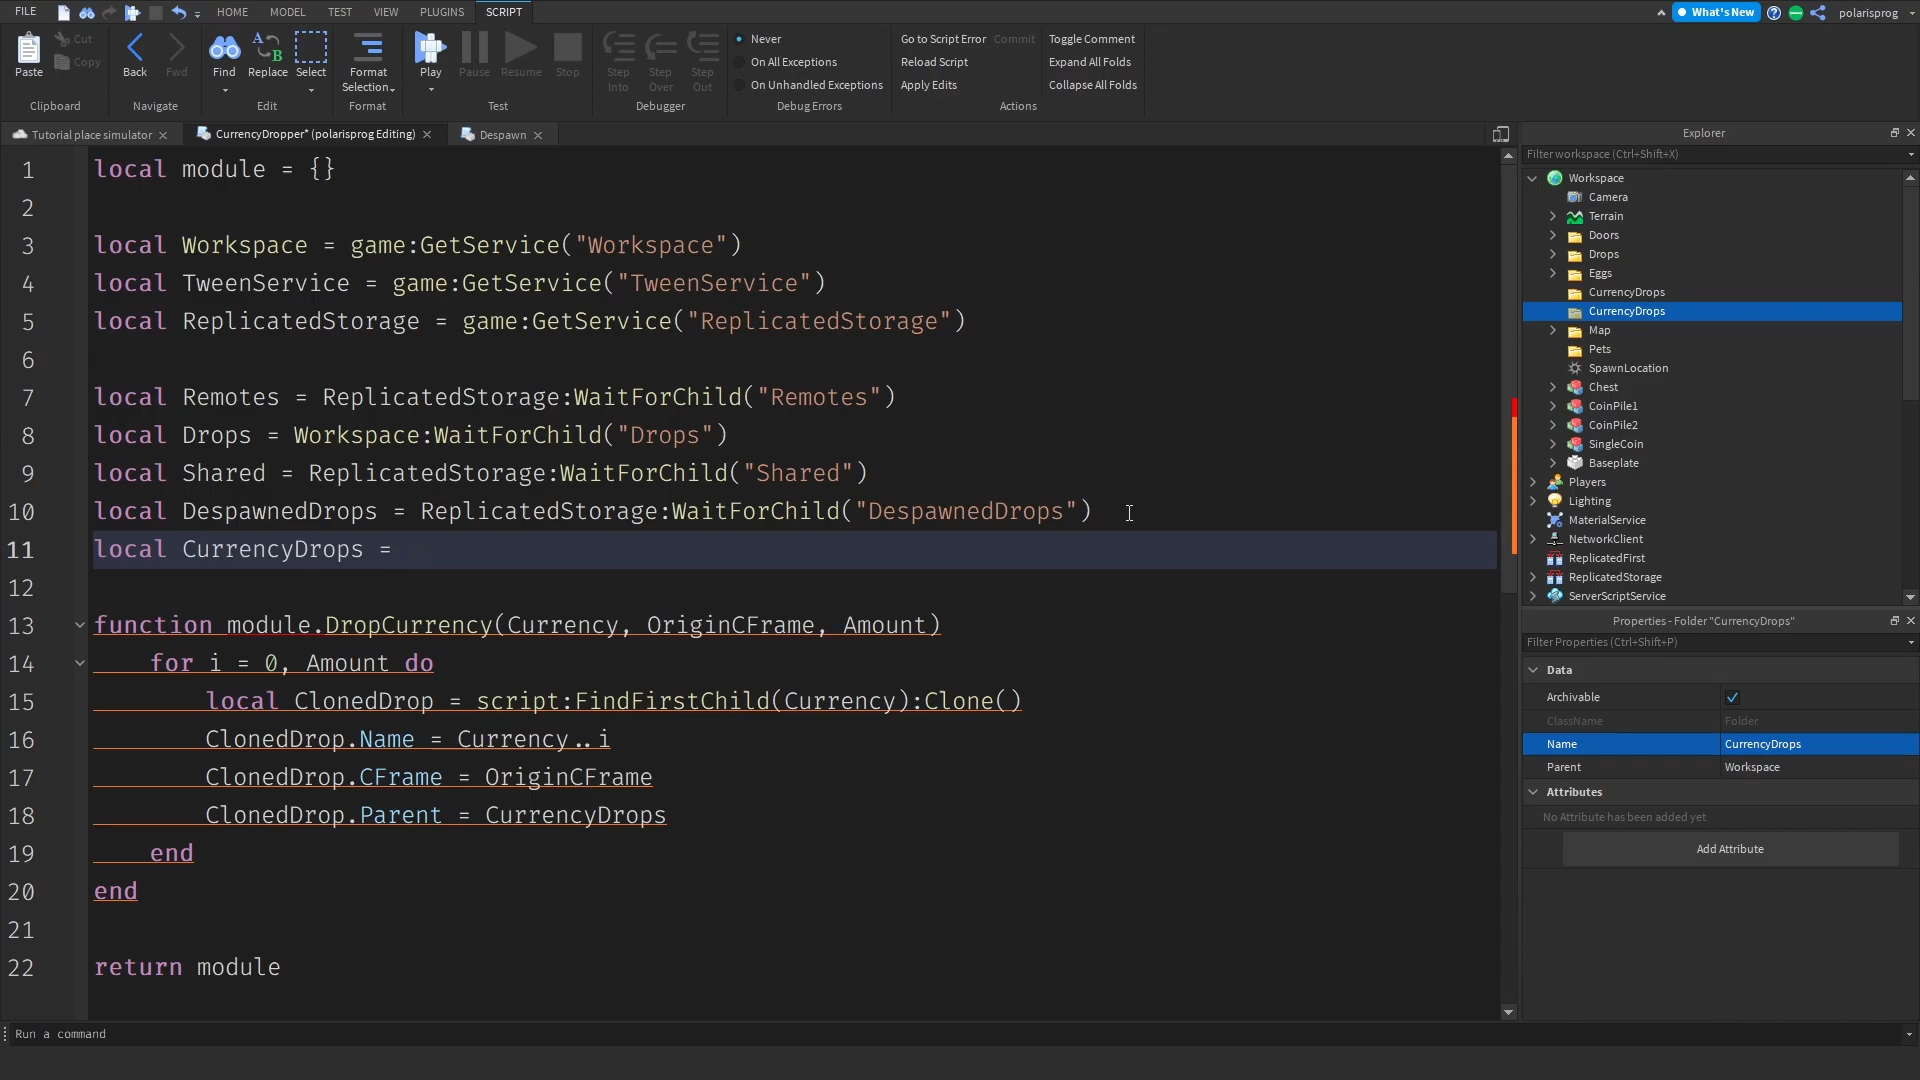 FILE HOME MODEL TEST VIEW PLUGINS SCRIPT What's New polarisprog
Paste Cut Copy Back Fwd Find Replace Select Format Selection Play Pause Resume Stop Step Into Step Over Step Out
Never
On All Exceptions
On Unhandled Exceptions
Go to Script Error Commit
Reload Script
Apply Edits
Toggle Comment
Expand All Folds
Collapse All Folds
Clipboard Navigate Edit Format Test Debugger Debug Errors Actions
Tutorial place simulator CurrencyDropper* (polarisprog Editing) Despawn
1 local module = {}
2
3 local Workspace = game:GetService("Workspace")
4 local TweenService = game:GetService("TweenService")
5 local ReplicatedStorage = game:GetService("ReplicatedStorage")
6
7 local Remotes = ReplicatedStorage:WaitForChild("Remotes")
8 local Drops = Workspace:WaitForChild("Drops")
9 local Shared = ReplicatedStorage:WaitForChild("Shared")
10 local DespawnedDrops = ReplicatedStorage:WaitForChild("DespawnedDrops")
11 local CurrencyDrops =
12
13 function module.DropCurrency(Currency, OriginCFrame, Amount)
14 for i = 0, Amount do
15 local ClonedDrop = script:FindFirstChild(Currency):Clone()
16 ClonedDrop.Name = Currency..i
17 ClonedDrop.CFrame = OriginCFrame
18 ClonedDrop.Parent = CurrencyDrops
19 end
20 end
21
22 return module
Explorer
Filter workspace (Ctrl+Shift+X)
Workspace
Camera
Terrain
Doors
Drops
Eggs
CurrencyDrops
CurrencyDrops
Map
Pets
SpawnLocation
Chest
CoinPile1
CoinPile2
SingleCoin
Baseplate
Players
Lighting
MaterialService
NetworkClient
ReplicatedFirst
ReplicatedStorage
ServerScriptService
Properties - Folder "CurrencyDrops"
Filter Properties (Ctrl+Shift+P)
Data
Archivable
ClassName Folder
Name CurrencyDrops
Parent Workspace
Attributes
No Attribute has been added yet
Add Attribute
Run a command